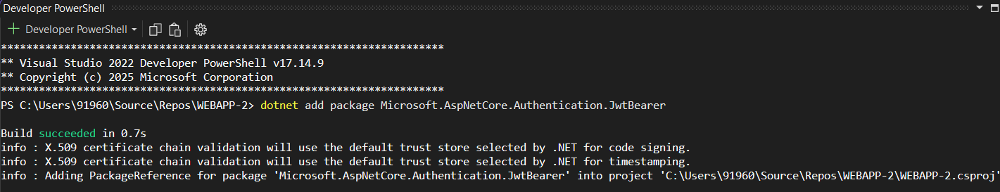 Developer PowerShell
Developer PowerShell
**********************************************************************
** Visual Studio 2022 Developer PowerShell v17.14.9
** Copyright (c) 2025 Microsoft Corporation
**********************************************************************
PS C:\Users\91960\Source\Repos\WEBAPP-2> dotnet add package Microsoft.AspNetCore.Authentication.JwtBearer
Build succeeded in 0.7s
info : X.509 certificate chain validation will use the default trust store selected by .NET for code signing.
info : X.509 certificate chain validation will use the default trust store selected by .NET for timestamping.
info : Adding PackageReference for package 'Microsoft.AspNetCore.Authentication.JwtBearer' into project 'C:\Users\91960\Source\Repos\WEBAPP-2\WEBAPP-2.csproj'